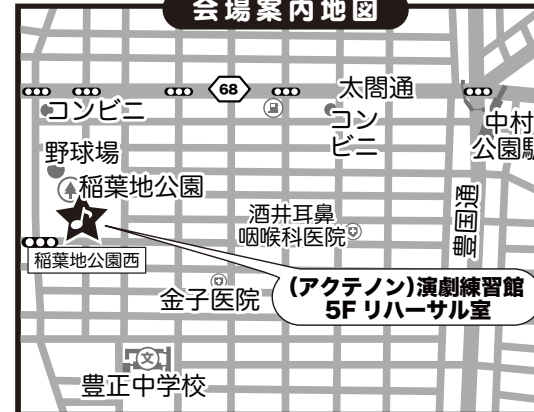 会場案内地図
68
太閤通
コンビニ
コン
ビニ
中村
公園駅
野球場
稲葉地公園
豊国通
酒井耳鼻
咽喉科医院
稲葉地公園西
金子医院
(アクテノン)演劇練習館
5F リハーサル室
文
豊正中学校